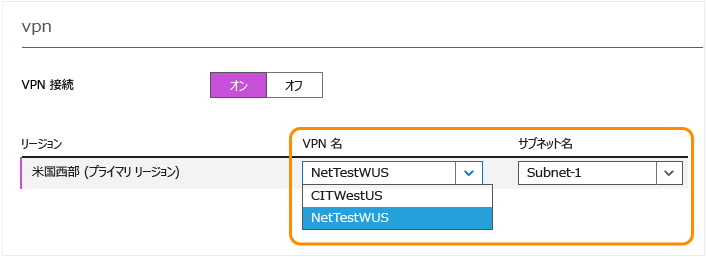 vpn
VPN 接続
オン
オフ
リージョン
VPN 名
サブネット名
米国西部 (プライマリ リージョン)
NetTestWUS
Subnet-1
CITWestUS
NetTestWUS